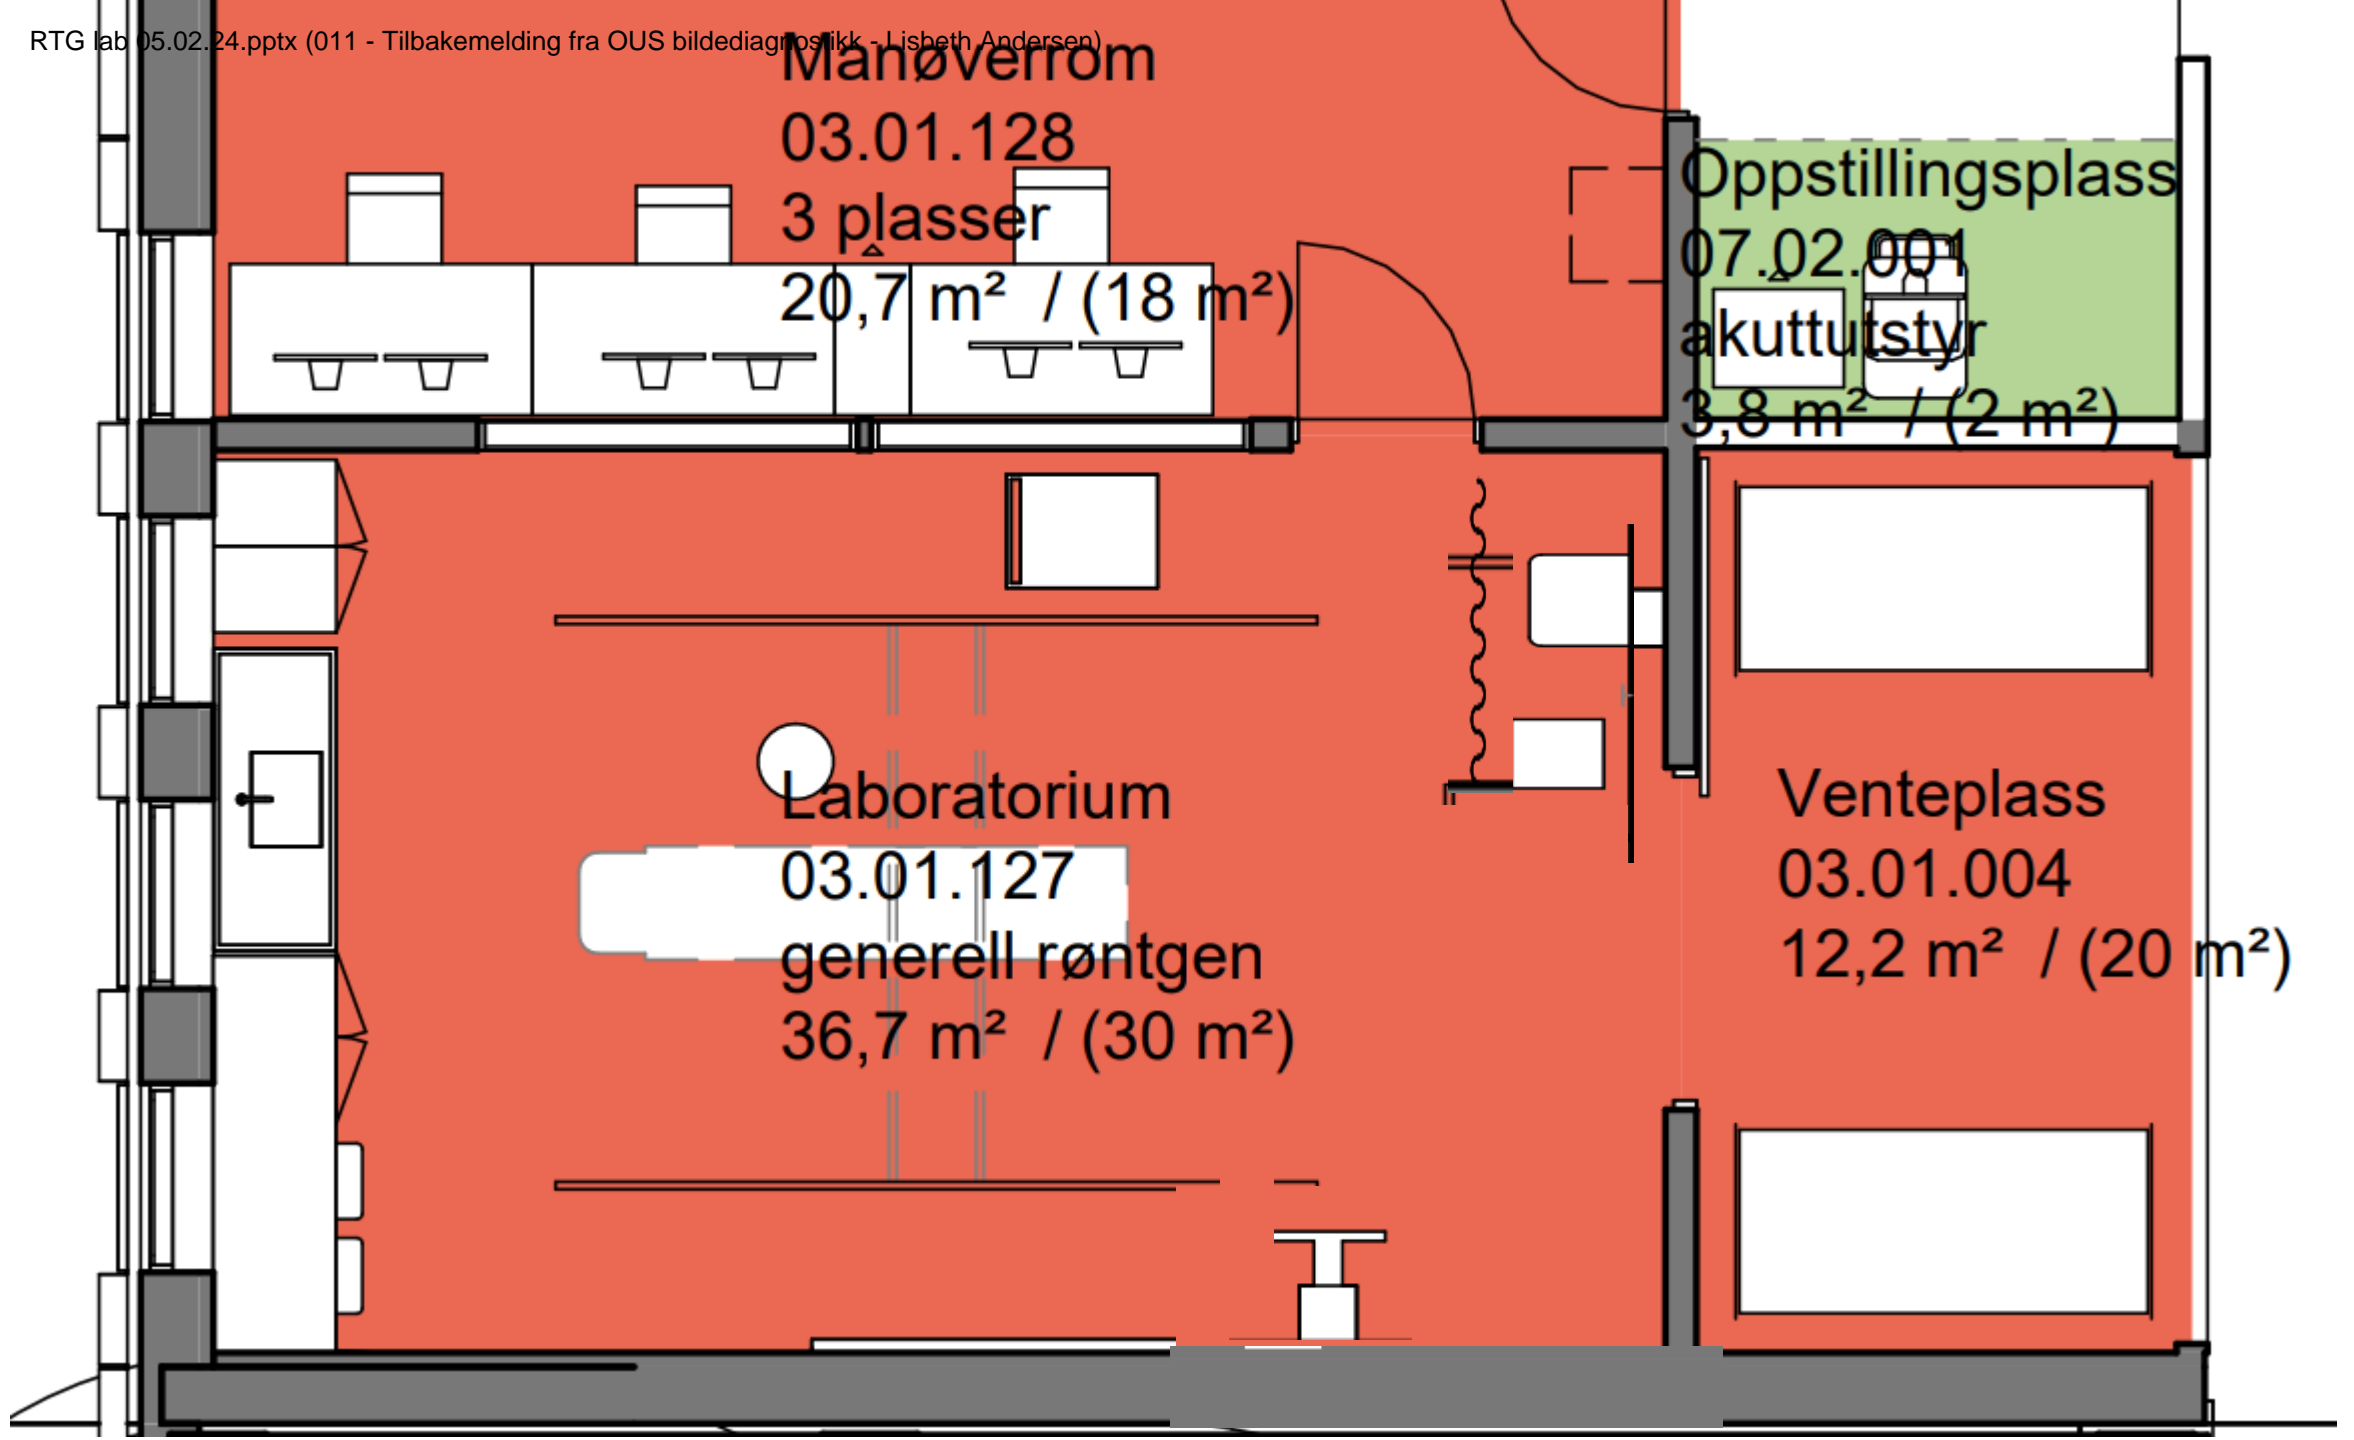 RTG lab 05.02.24.pptx (011 - Tilbakemelding fra OUS bildediagnostikk - Lisbeth Andersen)
Manøverrom
03.01.128
3 plasser
20,7 m² / (18 m²)
Oppstillingsplass
07.02.001
akuttutstyr
3,8 m² / (2 m²)
Laboratorium
03.01.127
generell røntgen
36,7 m² / (30 m²)
Venteplass
03.01.004
12,2 m² / (20 m²)